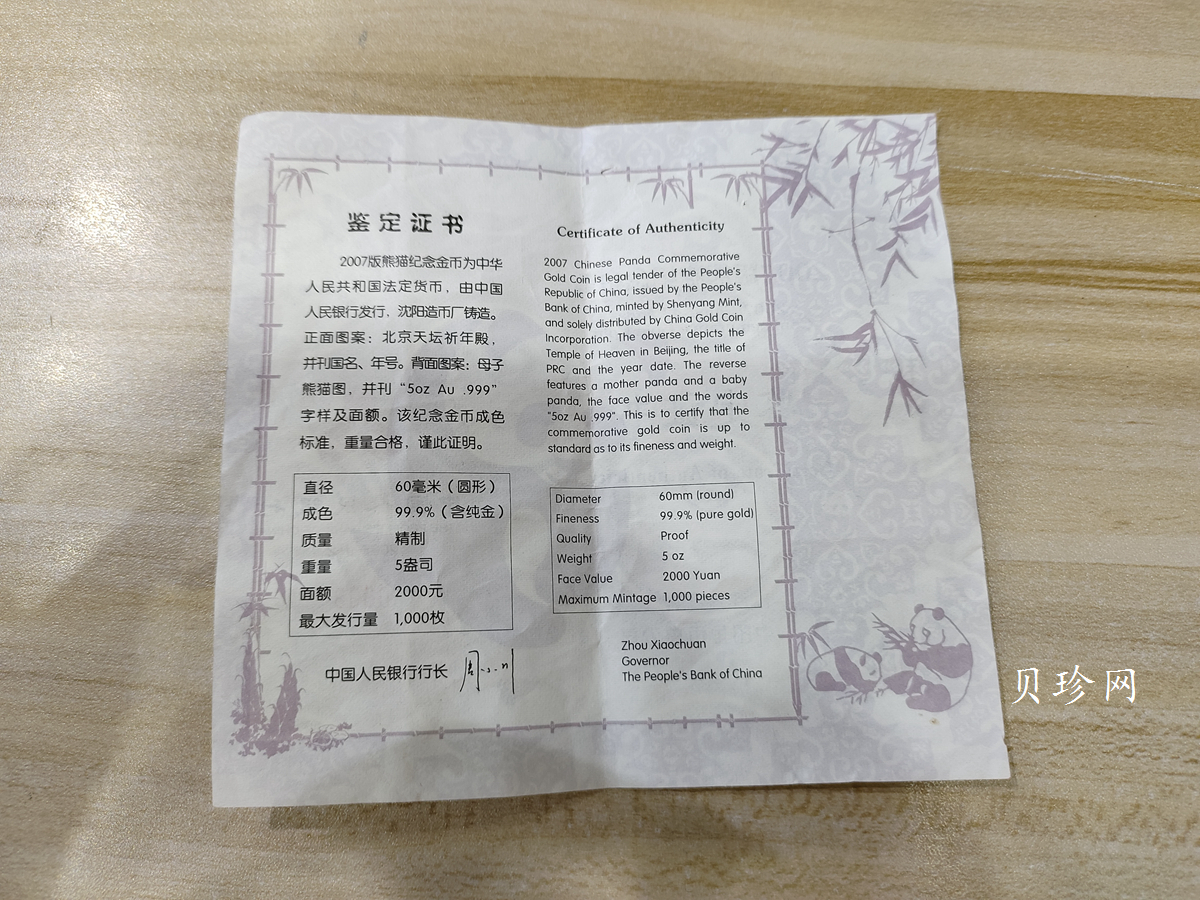 鉴定证书
2007版熊猫纪念金币为中华
人民共和国法定货币，由中国
人民银行发行，沈阳造币厂铸造。
正面图案：北京天坛祈年殿，
并刊国名、年号。背面图案：母子
熊猫图，并刊“5oz Au .999”
字样及面额。该纪念金币成色
标准，重量合格，谨此证明。
直径 60毫米（圆形）
成色 99.9%（含纯金）
质量 精制
重量 5盎司
面额 2000元
最大发行量 1,000枚
中国人民银行行长 周小川
Certificate of Authenticity
2007 Chinese Panda Commemorative
Gold Coin is legal tender of the People's
Republic of China, issued by the People's
Bank of China, minted by Shenyang Mint,
and solely distributed by China Gold Coin
Incorporation. The obverse depicts the
Temple of Heaven in Beijing, the title of
PRC and the year date. The reverse
features a mother panda and a baby
panda, the face value and the words
"5oz Au .999". This is to certify that the
commemorative gold coin is up to
standard as to its fineness and weight.
Diameter 60mm (round)
Fineness 99.9% (pure gold)
Quality Proof
Weight 5 oz
Face Value 2000 Yuan
Maximum Mintage 1,000 pieces
Zhou Xiaochuan
Governor
The People's Bank of China
贝珍网